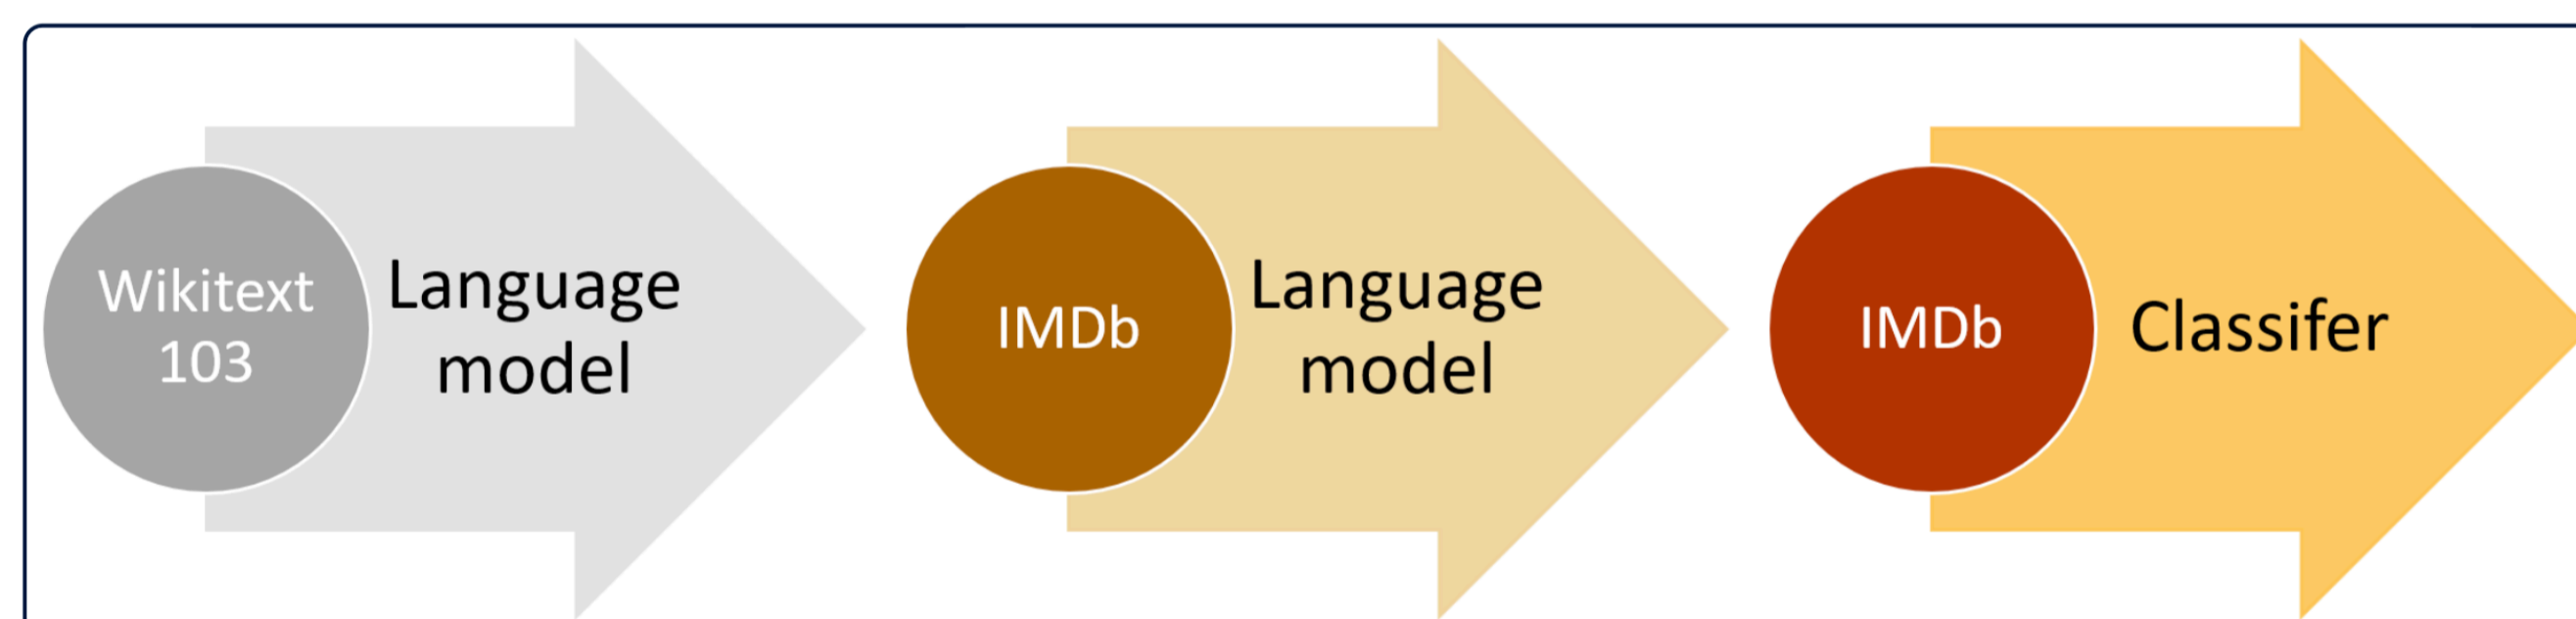 Wikitext
103
Language
model
IMDb
Language
model
IMDb
Classifer